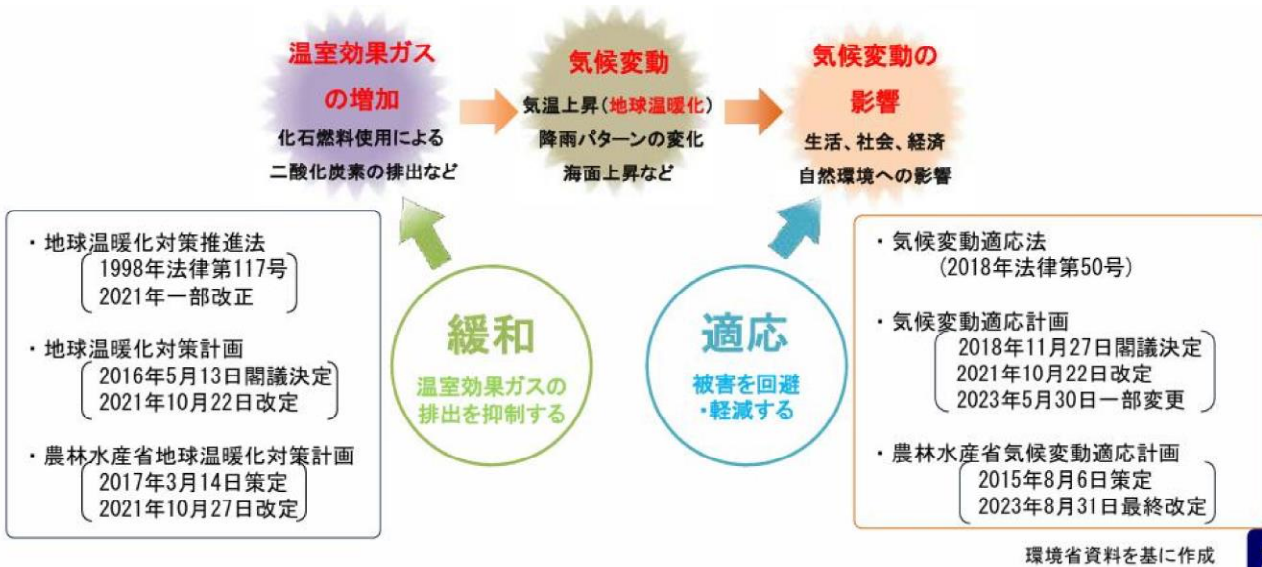 温室効果ガス
の増加
化石燃料使用による
二酸化炭素の排出など
気候変動
気温上昇(地球温暖化)
降雨パターンの変化
海面上昇など
気候変動の
影響
生活、社会、経済
自然環境への影響
・地球温暖化対策推進法
1998年法律第117号
2021年一部改正
・地球温暖化対策計画
2016年5月13日閣議決定
2021年10月22日改定
・農林水産省地球温暖化対策計画
2017年3月14日策定
2021年10月27日改定
緩和
温室効果ガスの
排出を抑制する
適応
被害を回避
・軽減する
・気候変動適応法
(2018年法律第50号)
・気候変動適応計画
2018年11月27日閣議決定
2021年10月22日改定
2023年5月30日一部変更
・農林水産省気候変動適応計画
2015年8月6日策定
2023年8月31日最終改定
環境省資料を基に作成